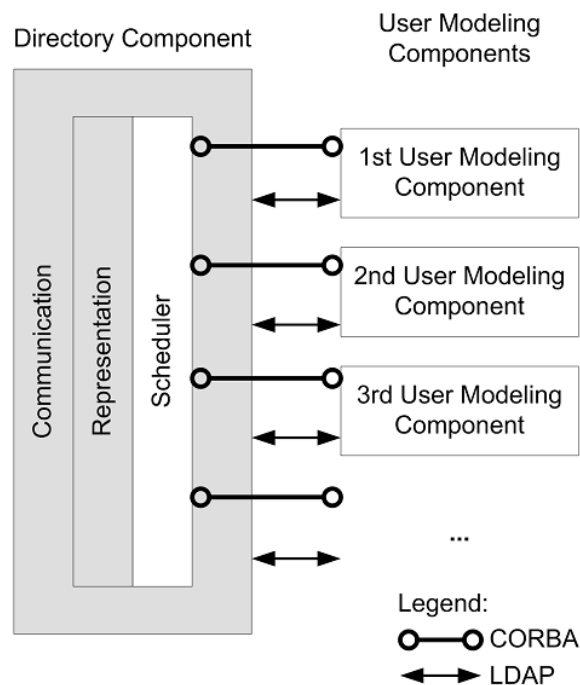 Directory Component
User Modeling
Components
Communication
Representation
Scheduler
1st User Modeling
Component
2nd User Modeling
Component
3rd User Modeling
Component
...
Legend:
CORBA
LDAP